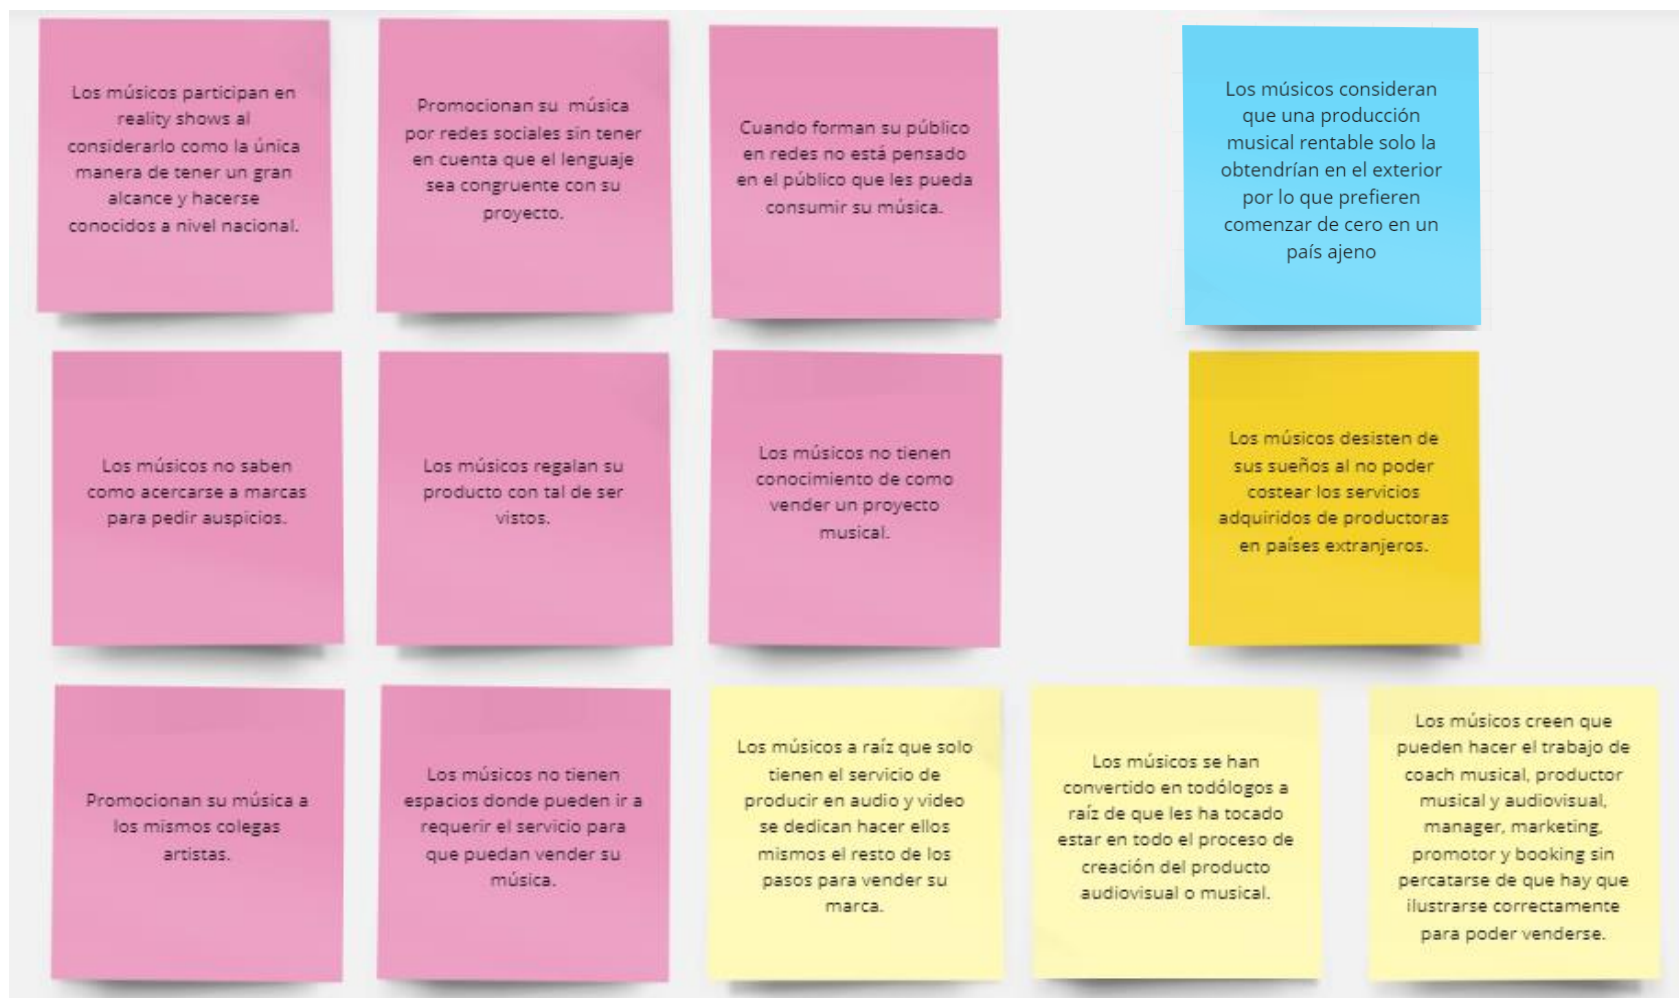 Los músicos participan en
reality shows al
considerarlo como la única
manera de tener un gran
alcance y hacerse
conocidos a nivel nacional.
Promocionan su música
por redes sociales sin tener
en cuenta que el lenguaje
sea congruente con su
proyecto.
Cuando forman su público
en redes no está pensado
en el público que les pueda
consumir su música.
Los músicos consideran
que una producción
musical rentable solo la
obtendrían en el exterior
por lo que prefieren
comenzar de cero en un
país ajeno
Los músicos no saben
como acercarse a marcas
para pedir auspicios.
Los músicos regalan su
producto con tal de ser
vistos.
Los músicos no tienen
conocimiento de como
vender un proyecto
musical.
Los músicos desisten de
sus sueños al no poder
costear los servicios
adquiridos de productoras
en países extranjeros.
Promocionan su música a
los mismos colegas
artistas.
Los músicos no tienen
espacios donde pueden ir a
requerir el servicio para
que puedan vender su
música.
Los músicos a raíz que solo
tienen el servicio de
producir en audio y video
se dedican hacer ellos
mismos el resto de los
pasos para vender su
marca.
Los músicos se han
convertido en todólogos a
raíz de que les ha tocado
estar en todo el proceso de
creación del producto
audiovisual o musical.
Los músicos creen que
pueden hacer el trabajo de
coach musical, productor
musical y audiovisual,
manager, marketing,
promotor y booking sin
percatarse de que hay que
ilustrarse correctamente
para poder venderse.